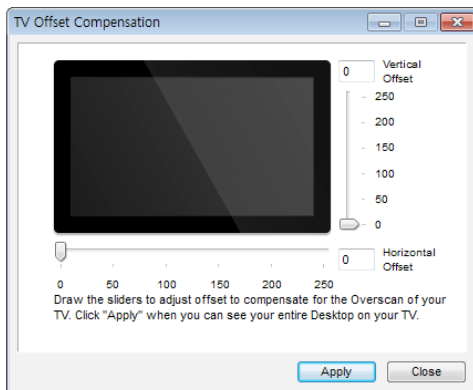 TV Offset Compensation
0
Vertical
Offset
250
200
150
100
50
0
0
Horizontal
Offset
0 50 100 150 200 250
Draw the sliders to adjust offset to compensate for the Overscan of your
TV. Click "Apply" when you can see your entire Desktop on your TV.
Apply Close